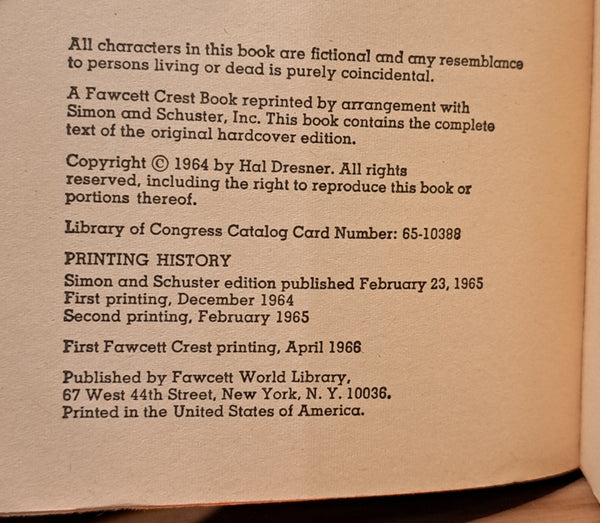 All characters in this book are fictional and any resemblance
to persons living or dead is purely coincidental.
A Fawcett Crest Book reprinted by arrangement with
Simon and Schuster, Inc. This book contains the complete
text of the original hardcover edition.
Copyright © 1964 by Hal Dresner. All rights
reserved, including the right to reproduce this book or
portions thereof.
Library of Congress Catalog Card Number: 65-10388
PRINTING HISTORY
Simon and Schuster edition published February 23, 1965
First printing, December 1964
Second printing, February 1965
First Fawcett Crest printing, April 1966
Published by Fawcett World Library,
67 West 44th Street, New York, N. Y. 10036.
Printed in the United States of America.